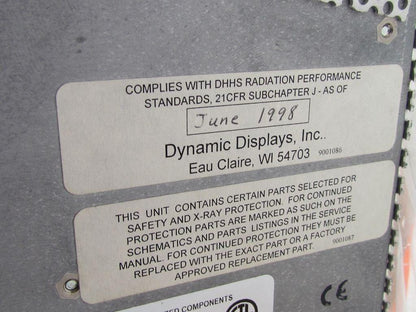 COMPLIES WITH DHHS RADIATION PERFORMANCE
STANDARDS, 21CFR SUBCHAPTER J - AS OF
June 1998
Dynamic Displays, Inc..
Eau Claire, WI 54703 9001086
THIS UNIT CONTAINS CERTAIN PARTS SELECTED FOR
SAFETY AND X-RAY PROTECTION. FOR CONTINUED
PROTECTION PARTS ARE MARKED AS SUCH ON THE
SCHEMATICS AND PARTS LISTINGS IN THE SERVICE
MANUAL. FOR CONTINUED PROTECTION THEY MUST BE
REPLACED WITH THE EXACT PART OR A FACTORY
APPROVED REPLACEMENT PART. 9001087
COMPONENTS
CE